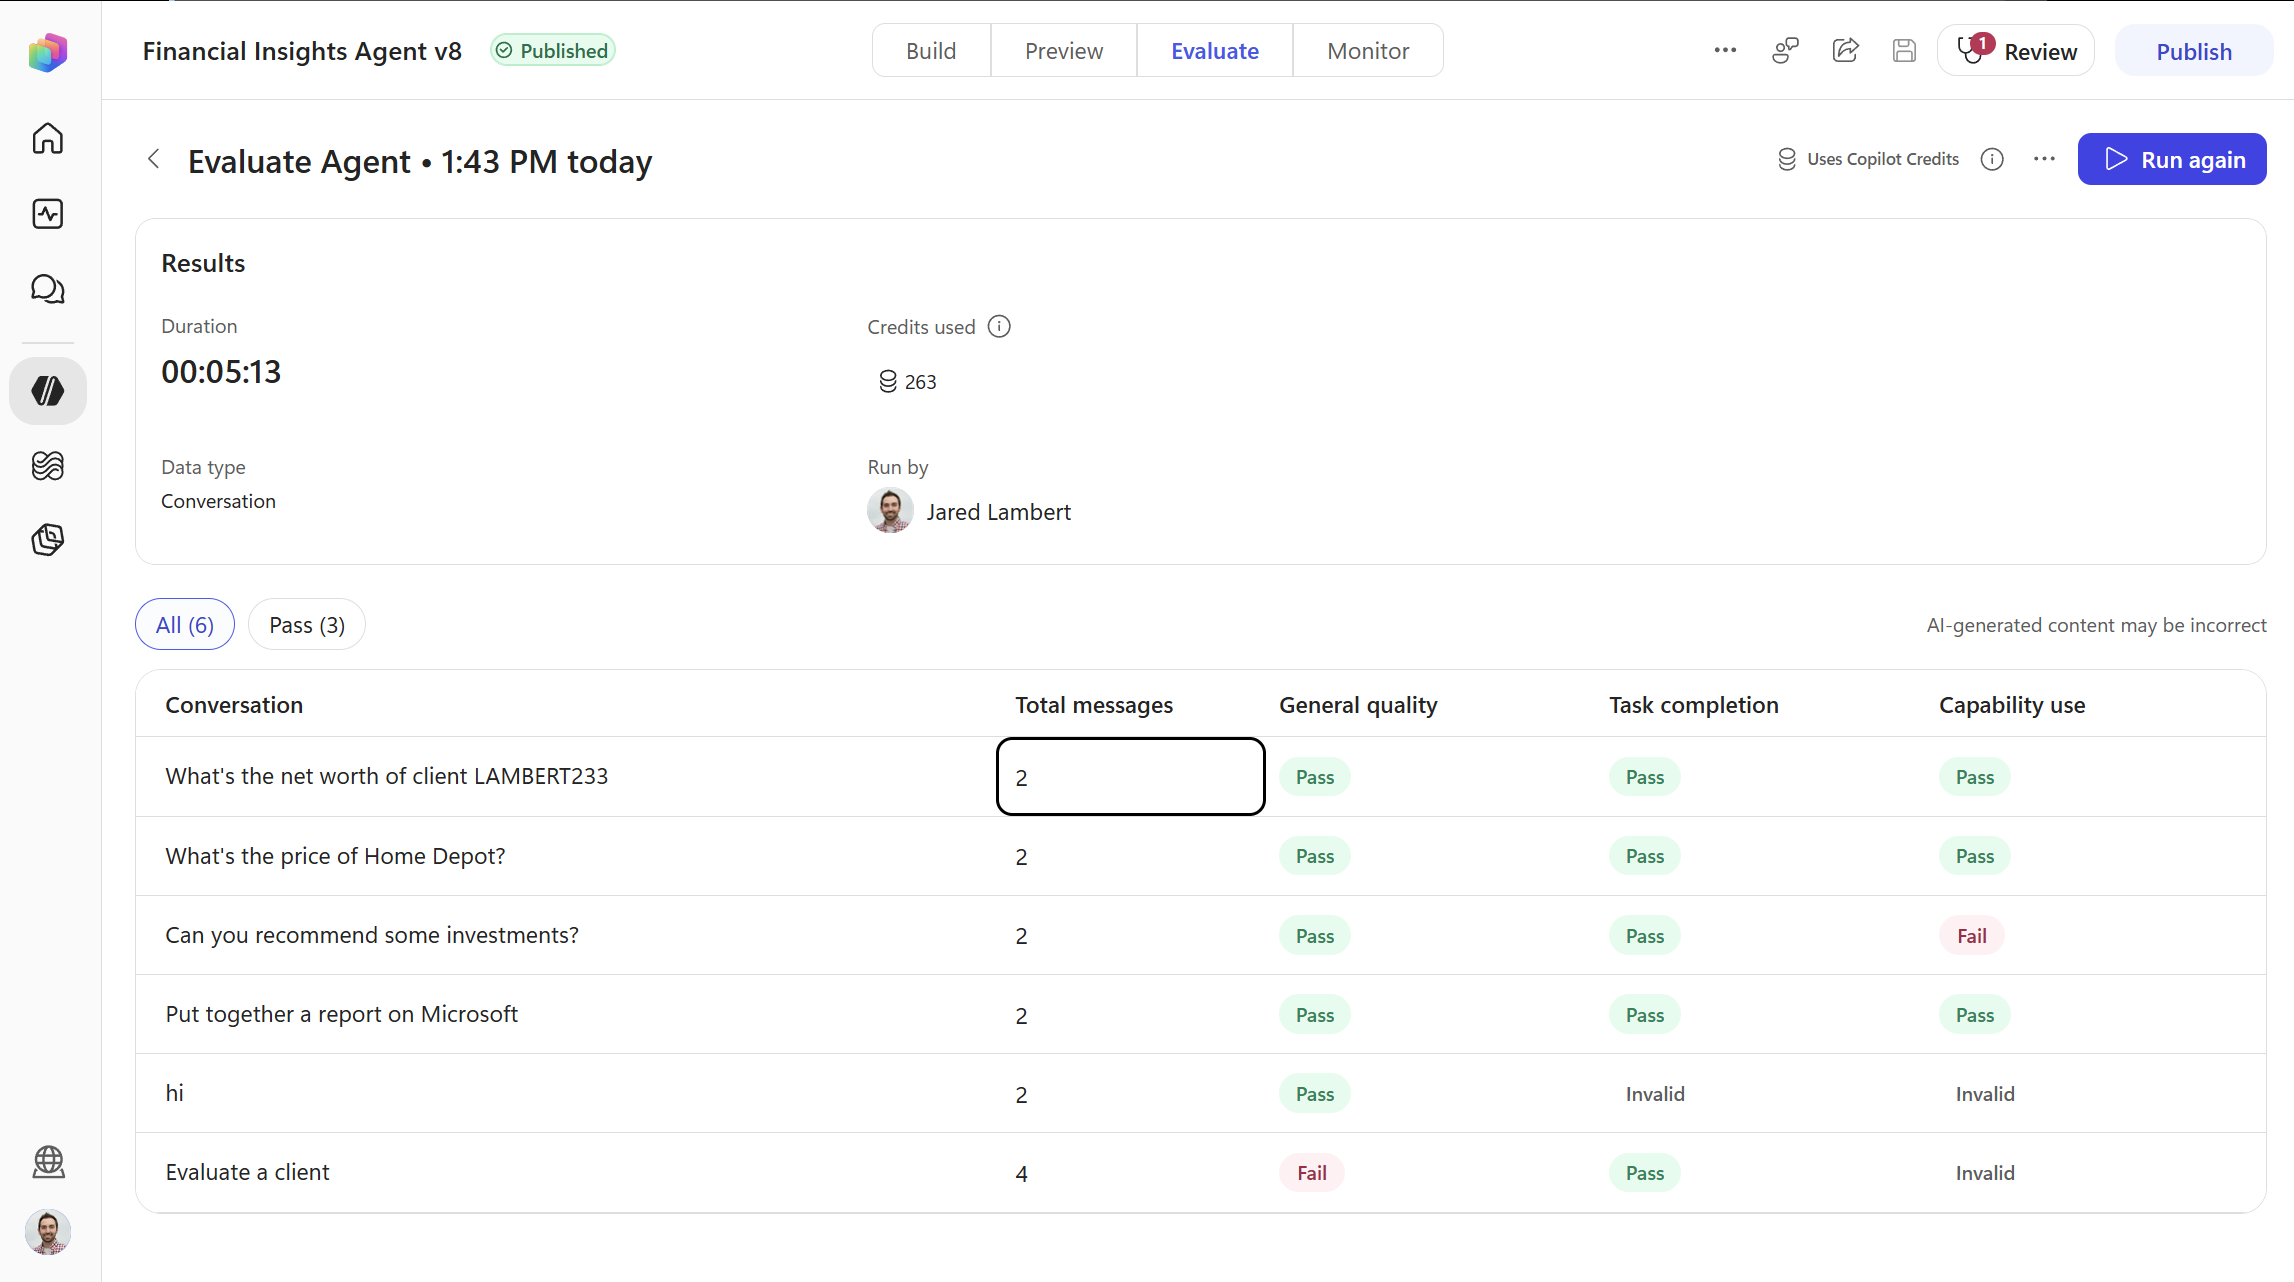 Financial Insights Agent v8
Published
Build
Preview
Evaluate
Monitor
1
Review
Publish
Evaluate Agent • 1:43 PM today
Uses Copilot Credits
Run again
Results
Duration
00:05:13
Credits used
263
Data type
Conversation
Run by
Jared Lambert
All (6)
Pass (3)
AI-generated content may be incorrect
Conversation Total messages General quality Task completion Capability use
What's the net worth of client LAMBERT233 2 Pass Pass Pass
What's the price of Home Depot? 2 Pass Pass Pass
Can you recommend some investments? 2 Pass Pass Fail
Put together a report on Microsoft 2 Pass Pass Pass
hi 2 Pass Invalid Invalid
Evaluate a client 4 Fail Pass Invalid